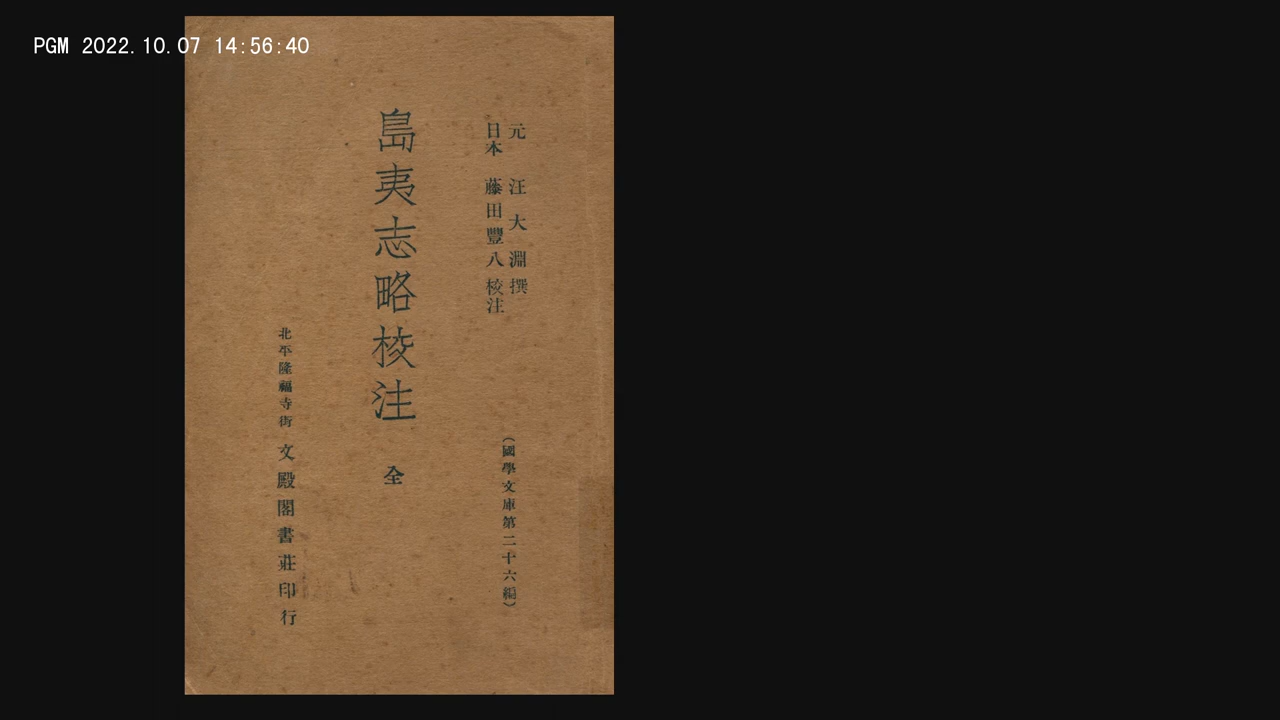 PGM 2022.10.07 14:56:40
元 汪大淵撰
日本 藤田豐八校注
(國學文庫第二十六編)
島夷志略校注 全
北平隆福寺街 文殿閣書莊印行